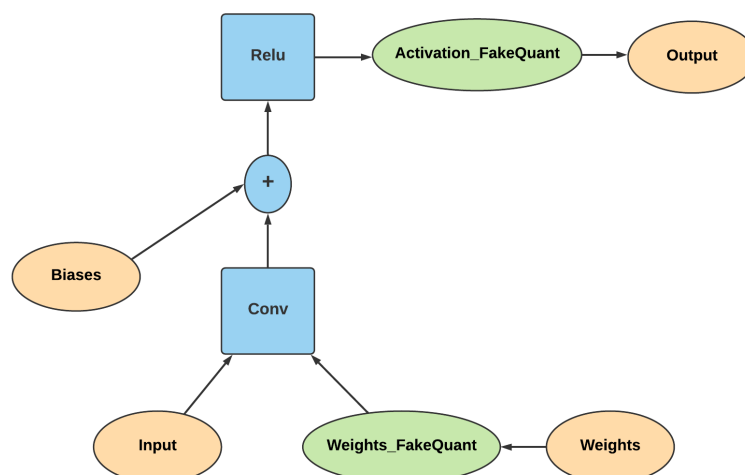 Relu
Activation_FakeQuant
Output
+
Biases
Conv
Input
Weights_FakeQuant
Weights